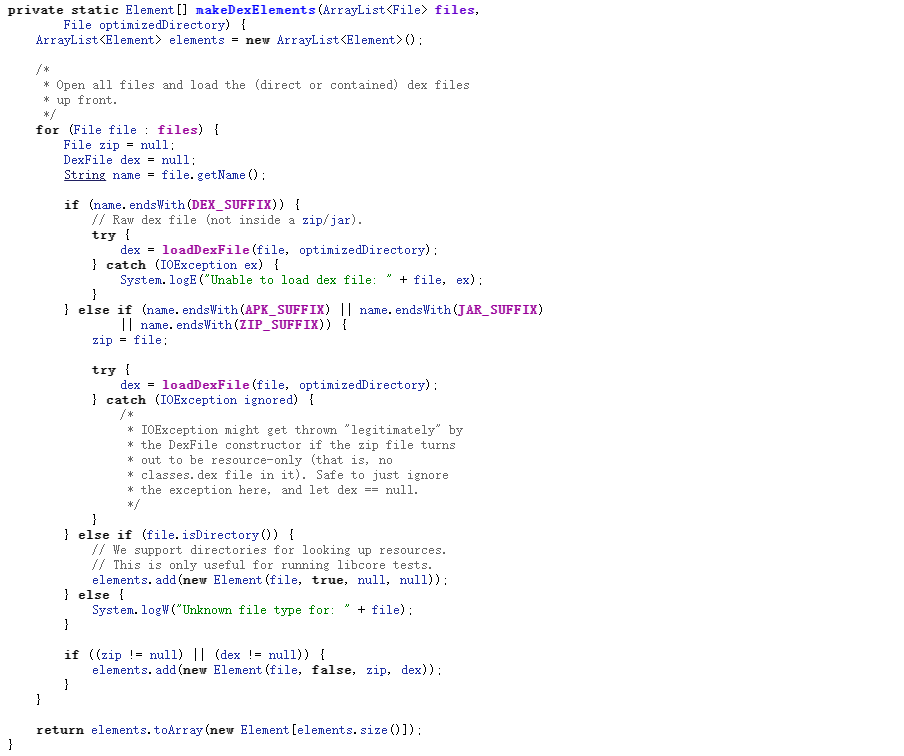 private static Element[] makeDexElements(ArrayList<File> files,
        File optimizedDirectory) {
    ArrayList<Element> elements = new ArrayList<Element>();

    /*
     * Open all files and load the (direct or contained) dex files
     * up front.
     */
    for (File file : files) {
        File zip = null;
        DexFile dex = null;
        String name = file.getName();

        if (name.endsWith(DEX_SUFFIX)) {
            // Raw dex file (not inside a zip/jar).
            try {
                dex = loadDexFile(file, optimizedDirectory);
            } catch (IOException ex) {
                System.logE("Unable to load dex file: " + file, ex);
            }
        } else if (name.endsWith(APK_SUFFIX) || name.endsWith(JAR_SUFFIX)
                || name.endsWith(ZIP_SUFFIX)) {
            zip = file;

            try {
                dex = loadDexFile(file, optimizedDirectory);
            } catch (IOException ignored) {
                /*
                 * IOException might get thrown "legitimately" by
                 * the DexFile constructor if the zip file turns
                 * out to be resource-only (that is, no
                 * classes.dex file in it). Safe to just ignore
                 * the exception here, and let dex == null.
                 */
            }
        } else if (file.isDirectory()) {
            // We support directories for looking up resources.
            // This is only useful for running libcore tests.
            elements.add(new Element(file, true, null, null));
        } else {
            System.logW("Unknown file type for: " + file);
        }

        if ((zip != null) || (dex != null)) {
            elements.add(new Element(file, false, zip, dex));
        }
    }

    return elements.toArray(new Element[elements.size()]);
}